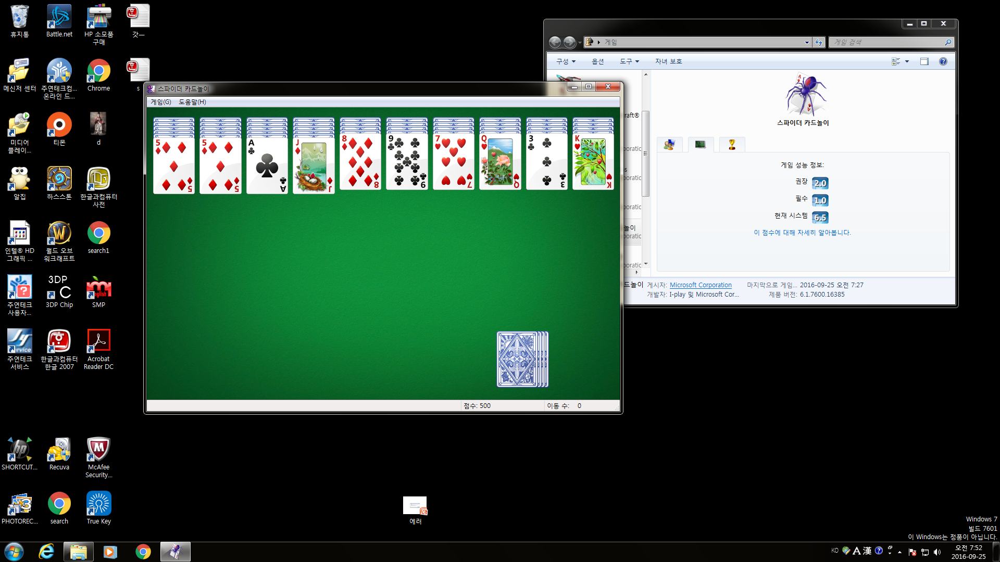 휴지통
Battle.net
HP 소모품
구매
갓ㅡ
메신저 센터
주연테크컴...
온라인 드...
Chrome
s
미디어
플레이...
티몬
d
알집
하스스톤
한글과컴퓨터
사전
인텔® HD
그래픽 ...
월드 오브
워크래프트
search1
주연테크
사용자...
3DP
C
3DP Chip
SMP
주연테크
서비스
한글과컴퓨터
한글 2007
Acrobat
Reader DC
SHORTCUT...
Recuva
McAfee
Security...
PHOTOREC...
search
True Key
에러
스파이더 카드놀이
게임(G) 도움말(H)
5 5 A J 8 9 7 Q 3 K
점수: 500
이동 수: 0
게임
게임 검색
구성 옵션 도구 자녀 보호
raft®
스파이더 카드놀이
게임 성능 정보:
권장 2.0
필수 1.0
현재 시스템 6.5
이 점수에 대해 자세히 알아봅니다.
드놀이 게시자: Microsoft Corporation 마지막으로 게임... 2016-09-25 오전 7:27
개발자: I-play 및 Microsoft Cor... 제품 버전: 6.1.7600.16385
Windows 7
빌드 7601
이 Windows는 정품이 아닙니다.
KO A 漢
오전 7:52
2016-09-25